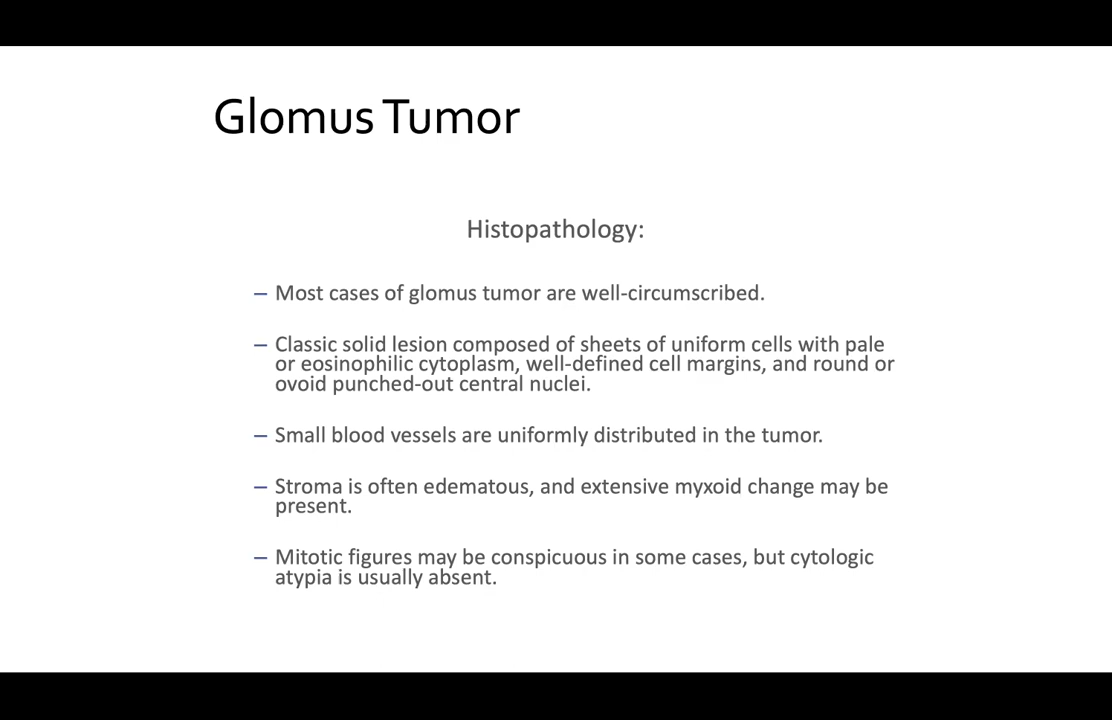 Glomus Tumor
Histopathology:
– Most cases of glomus tumor are well-circumscribed.
– Classic solid lesion composed of sheets of uniform cells with pale
or eosinophilic cytoplasm, well-defined cell margins, and round or
ovoid punched-out central nuclei.
– Small blood vessels are uniformly distributed in the tumor.
– Stroma is often edematous, and extensive myxoid change may be
present.
– Mitotic figures may be conspicuous in some cases, but cytologic
atypia is usually absent.